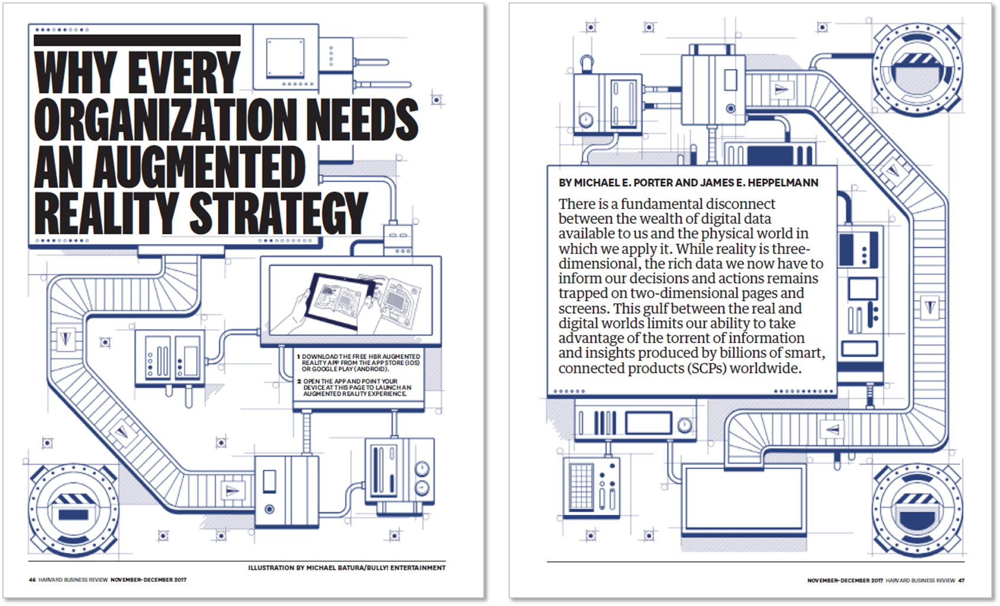 WHY EVERY
ORGANIZATION NEEDS
AN AUGMENTED
REALITY STRATEGY
1 DOWNLOAD THE FREE HBR AUGMENTED
REALITY APP FROM THE APP STORE (IOS)
OR GOOGLE PLAY (ANDROID).
2 OPEN THE APP AND POINT YOUR
DEVICE AT THIS PAGE TO LAUNCH AN
AUGMENTED REALITY EXPERIENCE.
ILLUSTRATION BY MICHAEL BATURA/BULLY! ENTERTAINMENT
46 HARVARD BUSINESS REVIEW NOVEMBER–DECEMBER 2017
BY MICHAEL E. PORTER AND JAMES E. HEPPELMANN
There is a fundamental disconnect
between the wealth of digital data
available to us and the physical world in
which we apply it. While reality is three-
dimensional, the rich data we now have to
inform our decisions and actions remains
trapped on two-dimensional pages and
screens. This gulf between the real and
digital worlds limits our ability to take
advantage of the torrent of information
and insights produced by billions of smart,
connected products (SCPs) worldwide.
NOVEMBER–DECEMBER 2017 HARVARD BUSINESS REVIEW 47